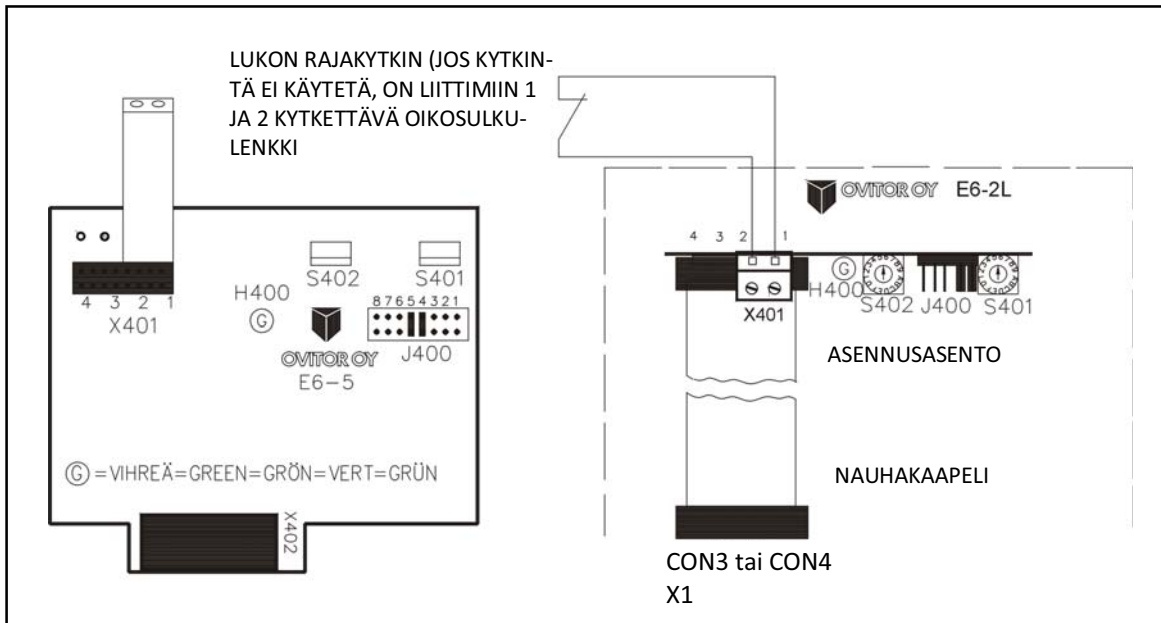 LUKON RAJAKYTKIN (JOS KYTKIN-
TÄ EI KÄYTETÄ, ON LIITTIMIIN 1
JA 2 KYTKETTÄVÄ OIKOSULKU-
LENKKI
4 3 2 1
X401
H400
G
S402
S401
8 7 6 5 4 3 2 1
J400
OVITOR OY
E6-5
G =VIHREÄ=GREEN=GRÖN=VERT=GRÜN
X402
OVITOR OY E6-2L
4 3 2 1
G
H400
S402
J400
S401
X401
ASENNUSASENTO
NAUHAKAAPELI
CON3 tai CON4
X1